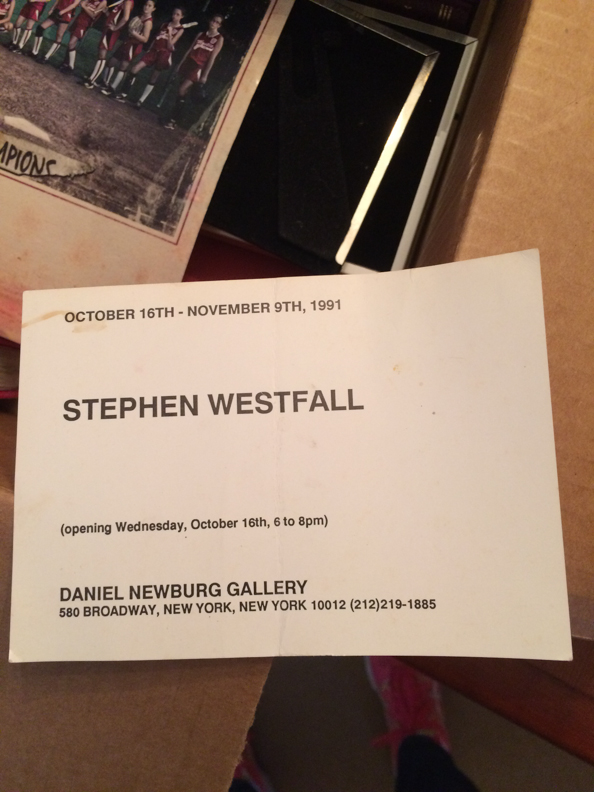 MPIONS
OCTOBER 16TH - NOVEMBER 9TH, 1991
STEPHEN WESTFALL
(opening Wednesday, October 16th, 6 to 8pm)
DANIEL NEWBURG GALLERY
580 BROADWAY, NEW YORK, NEW YORK 10012 (212)219-1885